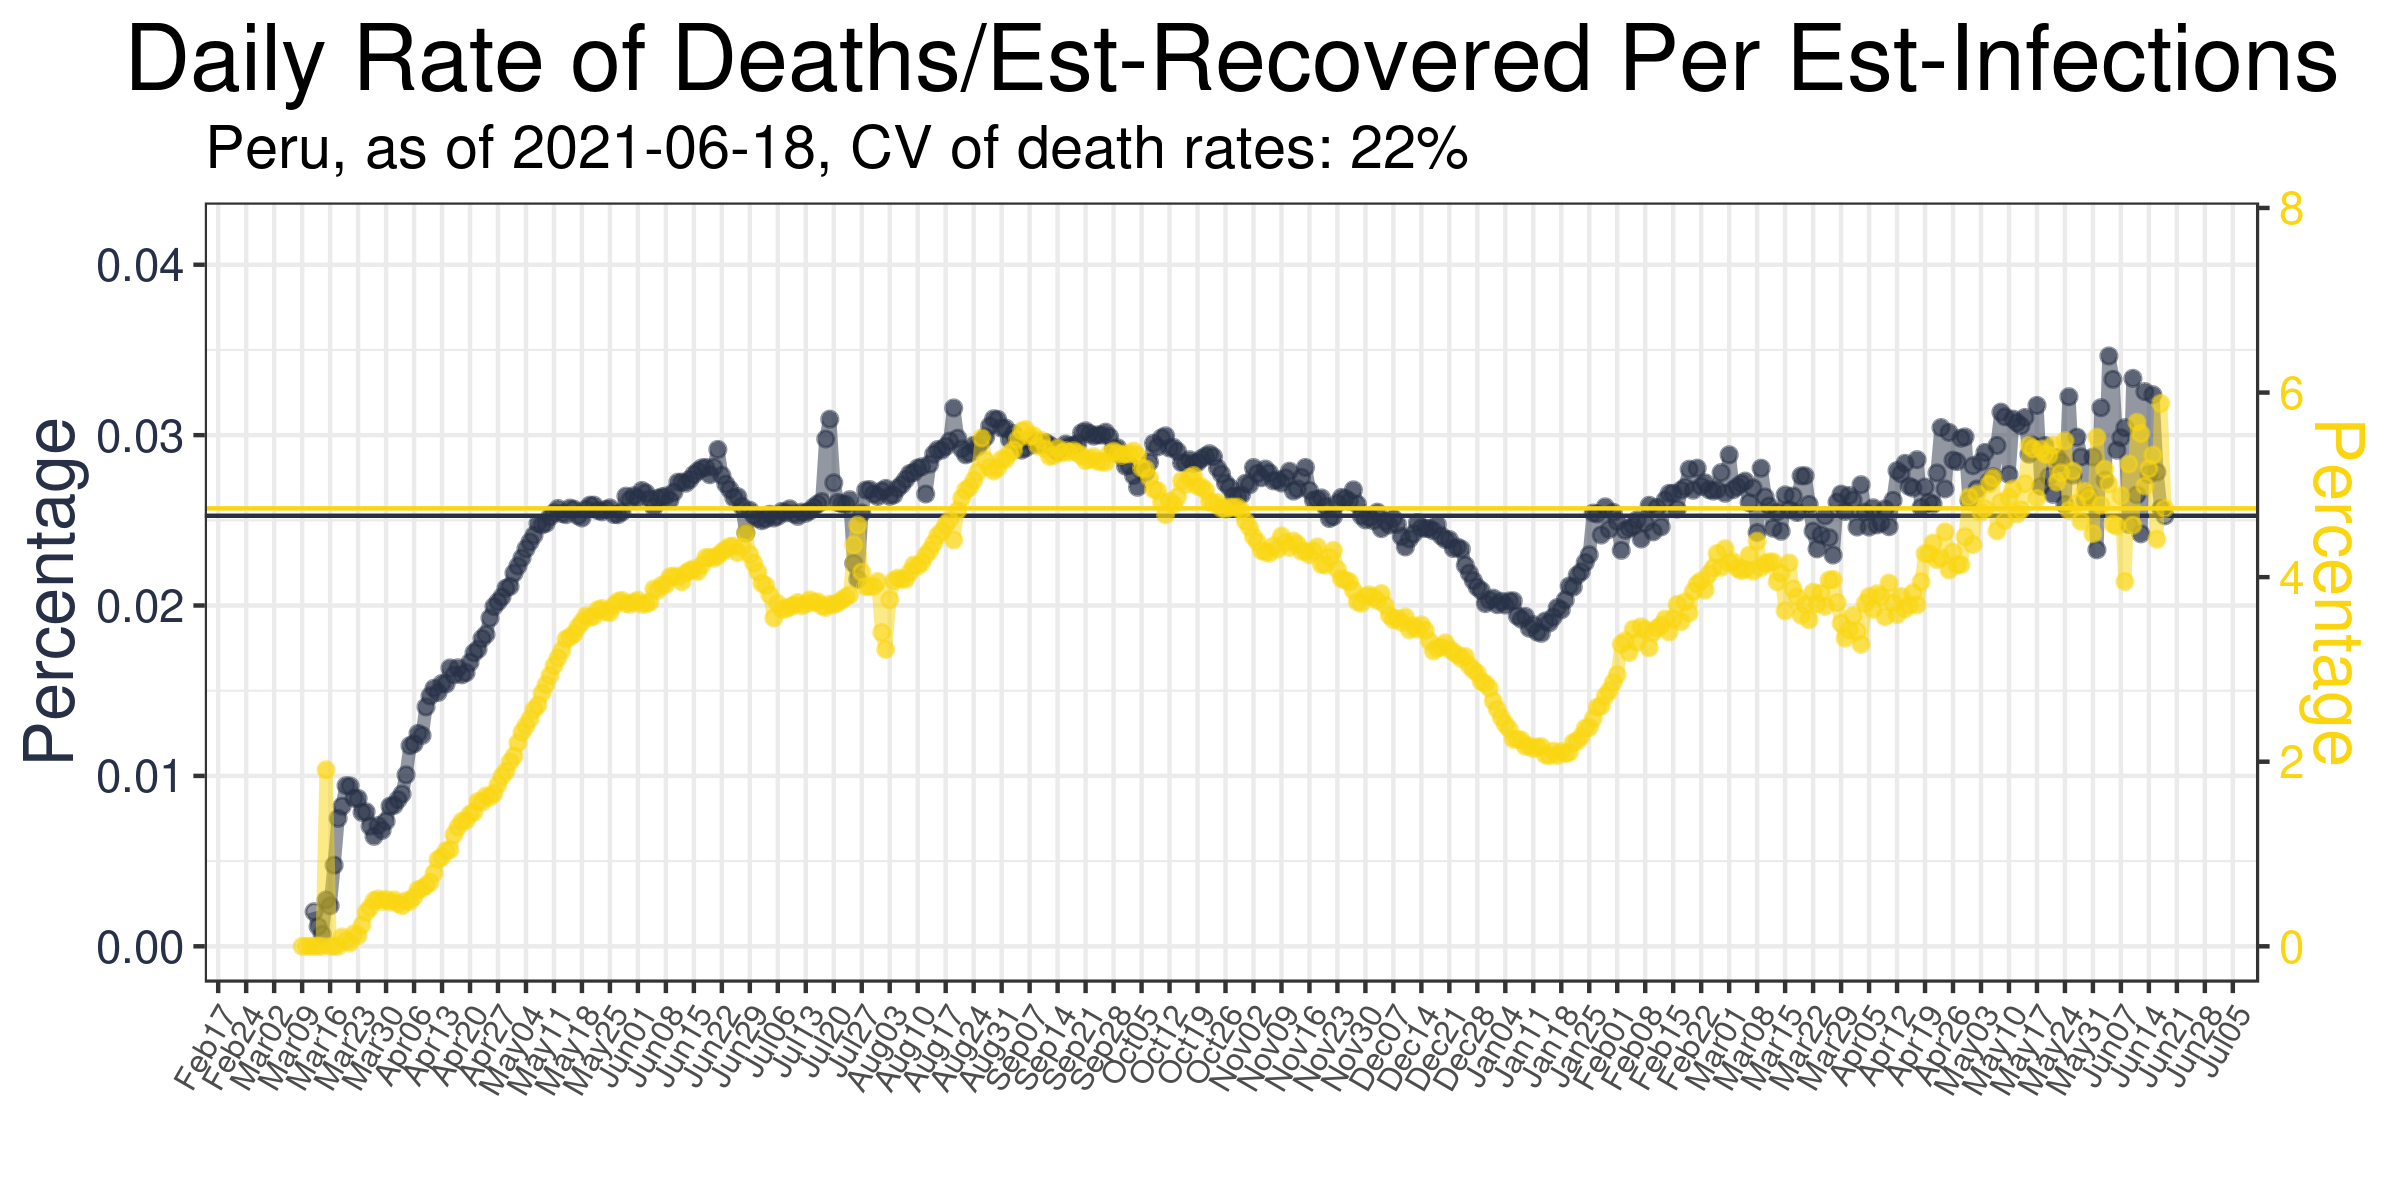 Daily Rate of Deaths/Est-Recovered Per Est-Infections
Peru, as of 2021-06-18, CV of death rates: 22%
Percentage
0.04
0.03
0.02
0.01
0.00
8
6
4
2
0
Percentage
Feb17 Feb24 Mar02 Mar09 Mar16 Mar23 Mar30 Apr06 Apr13 Apr20 Apr27 May04 May11 May18 May25 Jun01 Jun08 Jun15 Jun22 Jun29 Jul06 Jul13 Jul20 Jul27 Aug03 Aug10 Aug17 Aug24 Aug31 Sep07 Sep14 Sep21 Sep28 Oct05 Oct12 Oct19 Oct26 Nov02 Nov09 Nov16 Nov23 Nov30 Dec07 Dec14 Dec21 Dec28 Jan04 Jan11 Jan18 Jan25 Feb01 Feb08 Feb15 Feb22 Mar01 Mar08 Mar15 Mar22 Mar29 Apr05 Apr12 Apr19 Apr26 May03 May10 May17 May24 May31 Jun07 Jun14 Jun21 Jun28 Jul05